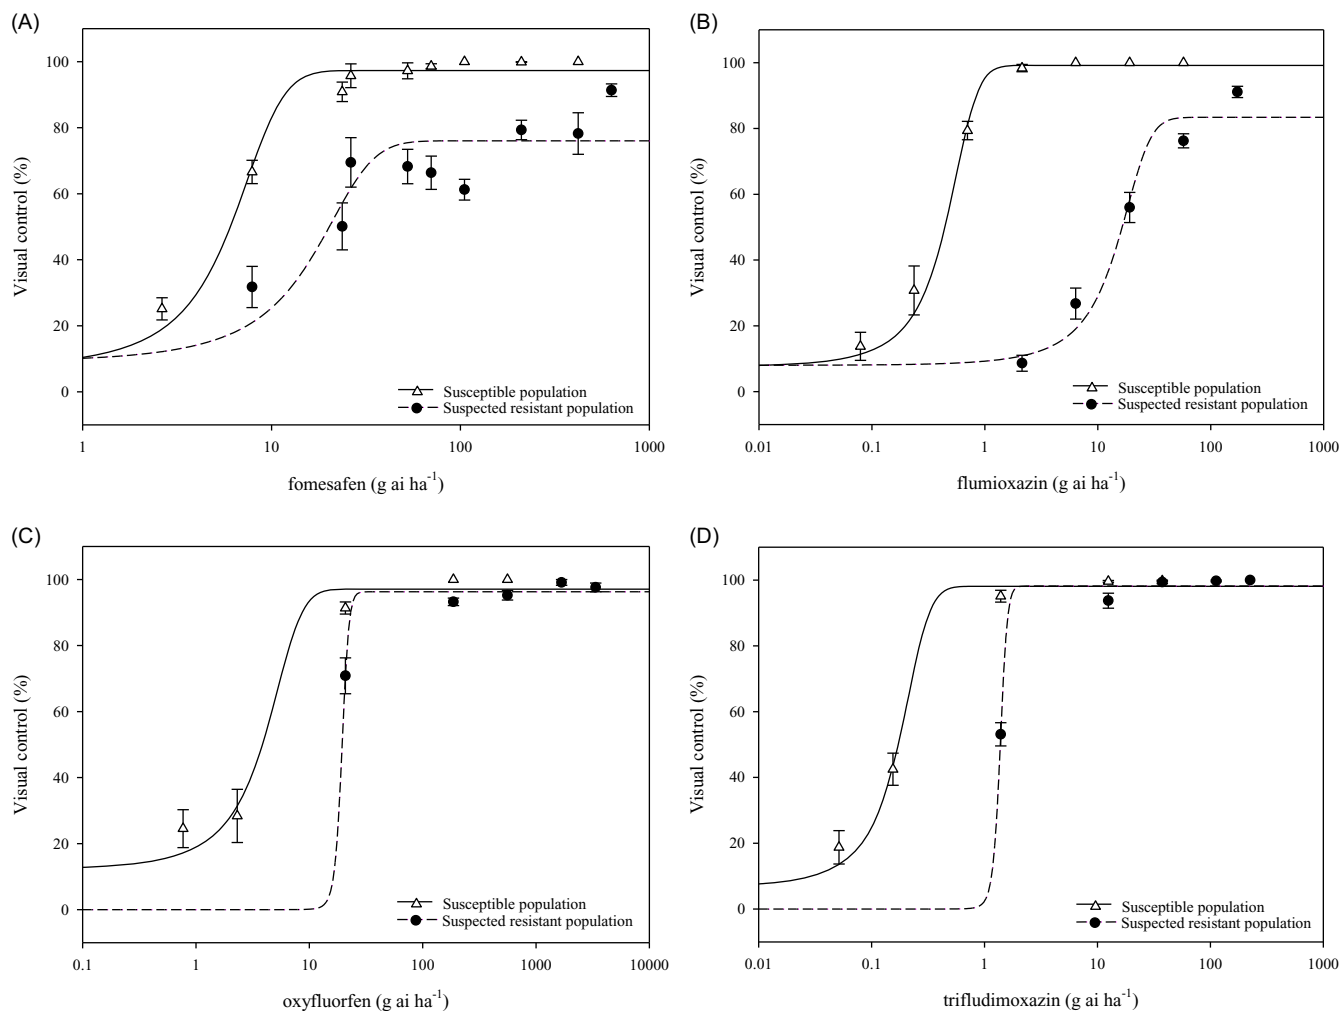 (A)
Visual control (%)
100
80
60
40
20
0
Susceptible population
Suspected resistant population
1
10
100
1000
fomesafen (g ai ha-1)
(B)
Visual control (%)
100
80
60
40
20
0
Susceptible population
Suspected resistant population
0.01
0.1
1
10
100
1000
flumioxazin (g ai ha-1)
(C)
Visual control (%)
100
80
60
40
20
0
Susceptible population
Suspected resistant population
0.1
1
10
100
1000
10000
oxyfluorfen (g ai ha-1)
(D)
Visual control (%)
100
80
60
40
20
0
Susceptible population
Suspected resistant population
0.01
0.1
1
10
100
1000
trifludimoxazin (g ai ha-1)